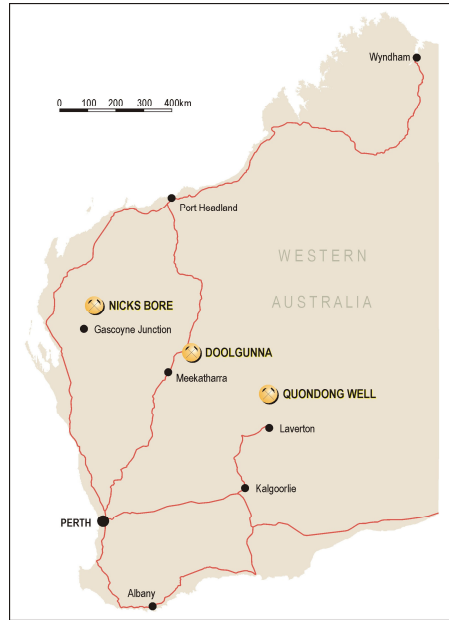 Wyndham
0 100 200 300 400km
Port Headland
WESTERN
AUSTRALIA
NICKS BORE
Gascoyne Junction
DOOLGUNNA
Meekatharra
QUONDONG WELL
Laverton
Kalgoorlie
PERTH
Albany